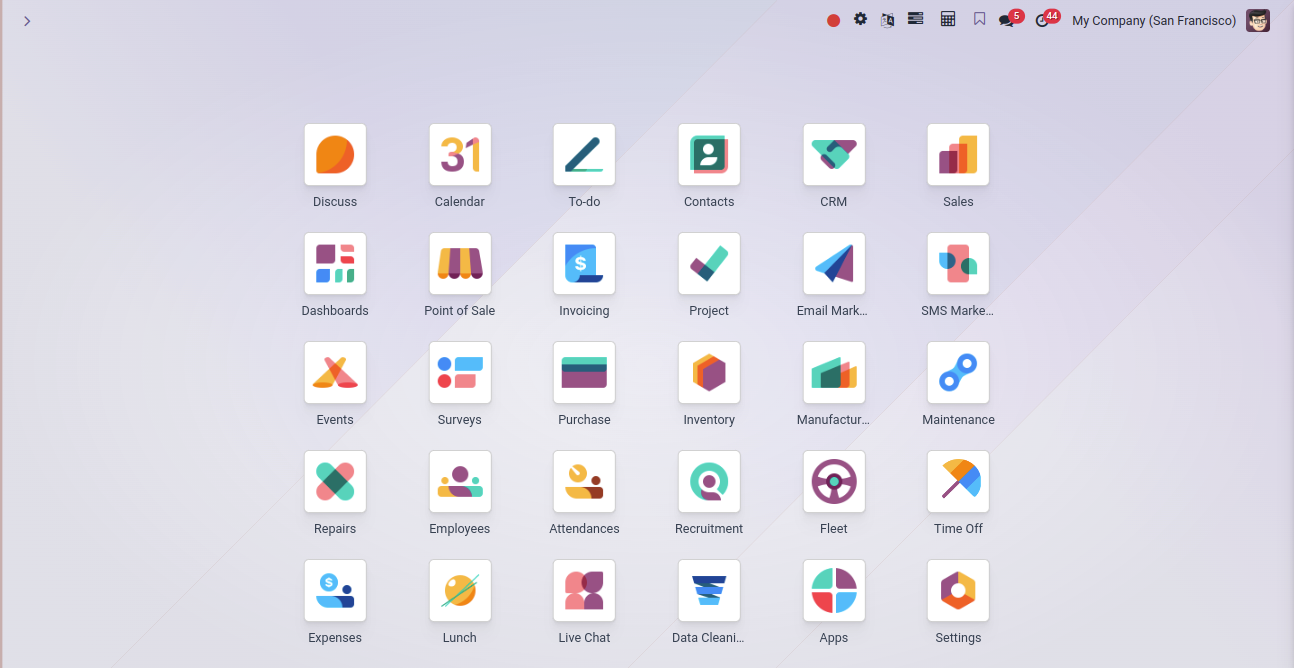 5
44
My Company (San Francisco)
31
Discuss
Calendar
To-do
Contacts
CRM
Sales
$
Dashboards
Point of Sale
Invoicing
Project
Email Mark...
SMS Marke...
Events
Surveys
Purchase
Inventory
Manufactur...
Maintenance
Repairs
Employees
Attendances
Recruitment
Fleet
Time Off
$
Expenses
Lunch
Live Chat
Data Cleani...
Apps
Settings